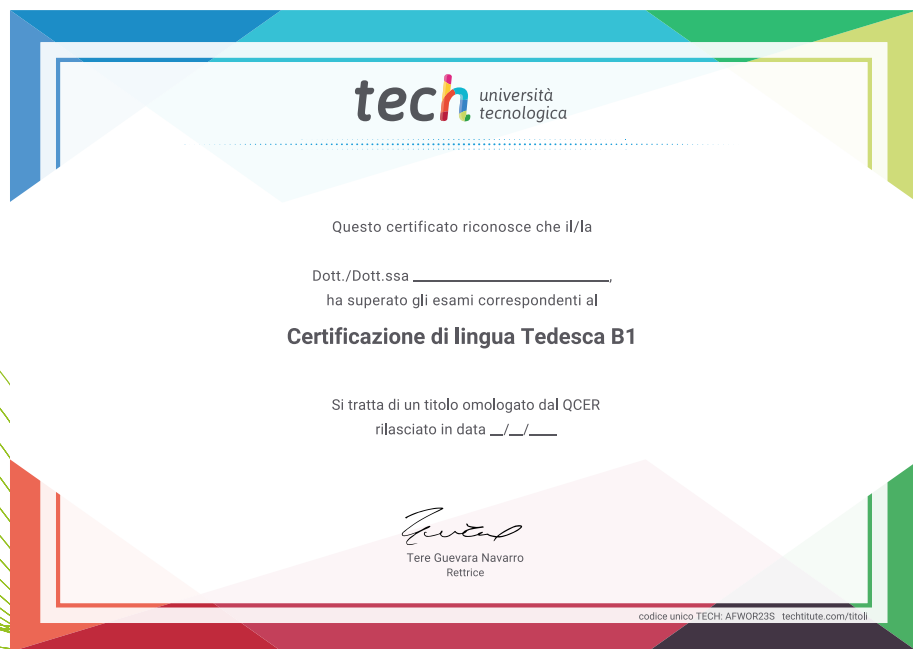 tech università
tecnologica
Questo certificato riconosce che il/la
Dott./Dott.ssa ____________________,
ha superato gli esami correspondenti al
Certificazione di lingua Tedesca B1
Si tratta di un titolo omologato dal QCER
rilasciato in data __/__/____
Tere Guevara Navarro
Rettrice
codice unico TECH: AFWOR23S techtitute.com/titoli